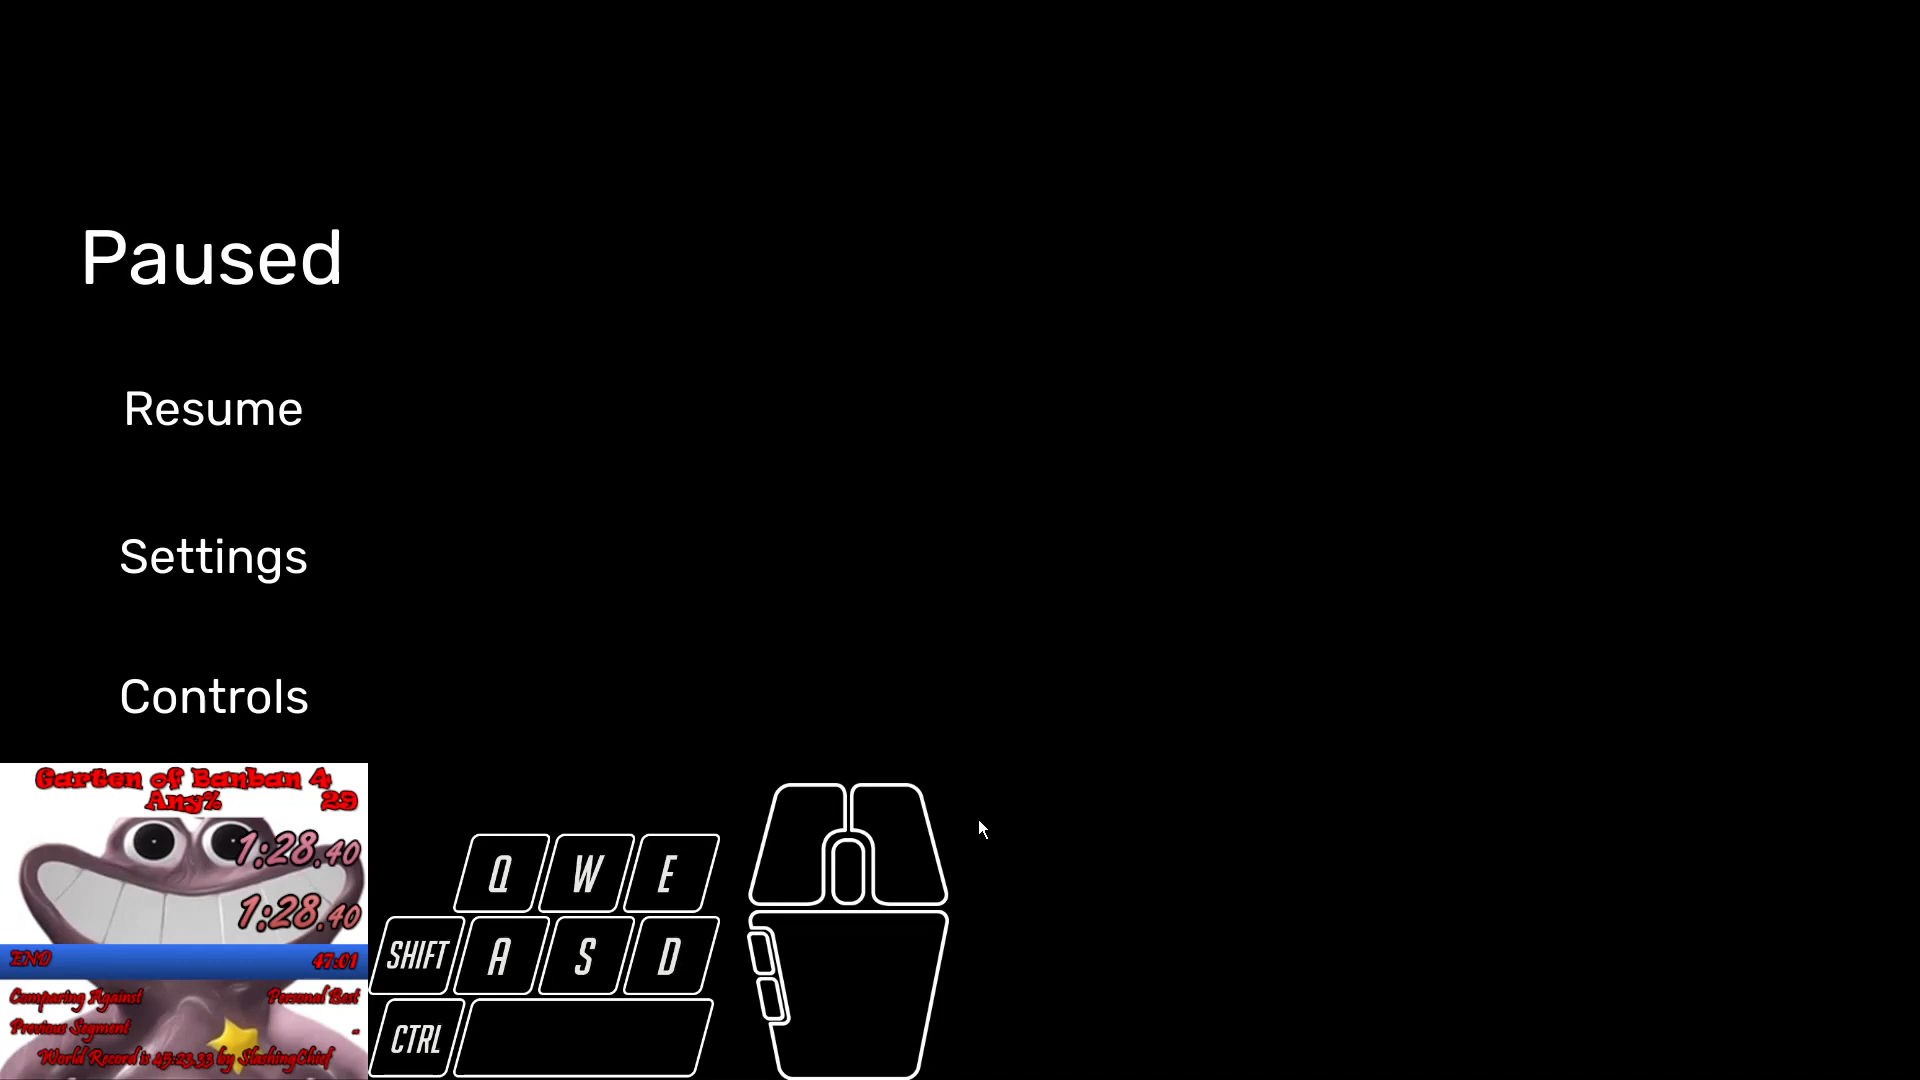 Paused
Resume
Settings
Controls
Garten of Banban 4
Any% 29
1:28.40
1:28.40
END 47:01
Comparing Against Personal Best
Previous Segment -
World Record is 45:23.33 by SlashingChief
Q W E
SHIFT A S D
CTRL